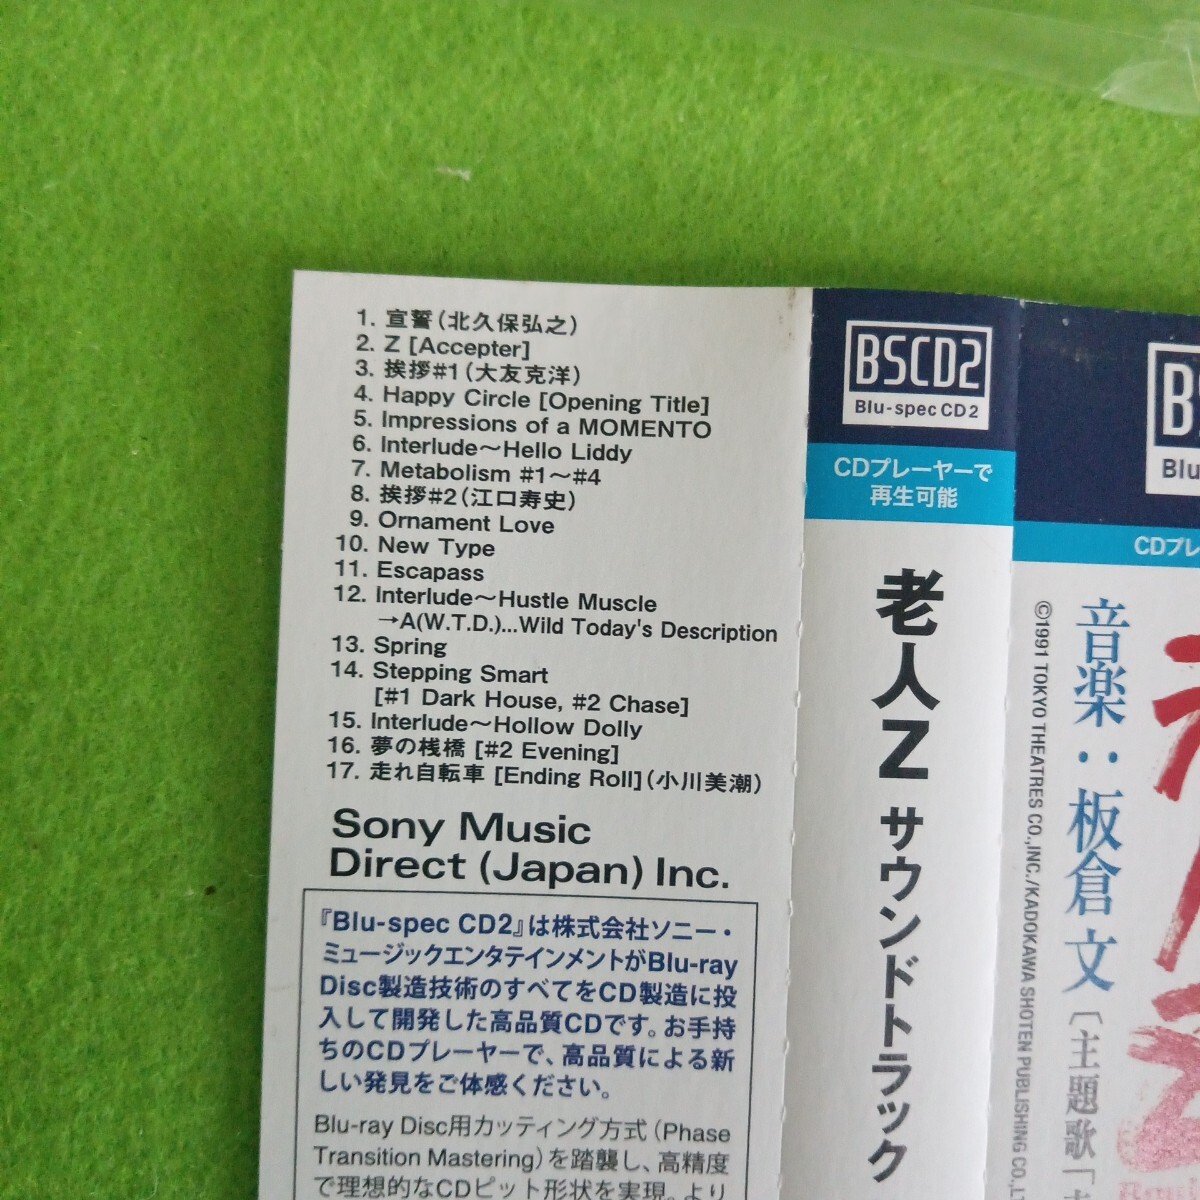 1. 宣誓(北久保弘之)
2. Z [Accepter]
3. 挨拶#1(大友克洋)
4. Happy Circle [Opening Title]
5. Impressions of a MOMENTO
6. Interlude〜Hello Liddy
7. Metabolism #1〜#4
8. 挨拶#2(江口寿史)
9. Ornament Love
10. New Type
11. Escapass
12. Interlude〜Hustle Muscle
→A(W.T.D.)...Wild Today's Description
13. Spring
14. Stepping Smart
[#1 Dark House, #2 Chase]
15. Interlude〜Hollow Dolly
16. 夢の桟橋 [#2 Evening]
17. 走れ自転車 [Ending Roll](小川美潮)
Sony Music
Direct (Japan) Inc.
『Blu-spec CD2』は株式会社ソニー・
ミュージックエンタテインメントがBlu-ray
Disc製造技術のすべてをCD製造に投
入して開発した高品質CDです。お手持
ちのCDプレーヤーで、高品質による新
しい発見をご体感ください。
Blu-ray Disc用カッティング方式(Phase
Transition Mastering)を踏襲し、高精度
で理想的なCDピット形状を実現。より
BSCD2
Blu-spec CD2
CDプレーヤーで
再生可能
老人Z サウンドトラック
B
Blu-
CDプレ
©1991 TOKYO THEATRES CO.,INC./KADOKAWA SHOTEN PUBLISHING CO.,
音楽:板倉 文
〔主題歌「